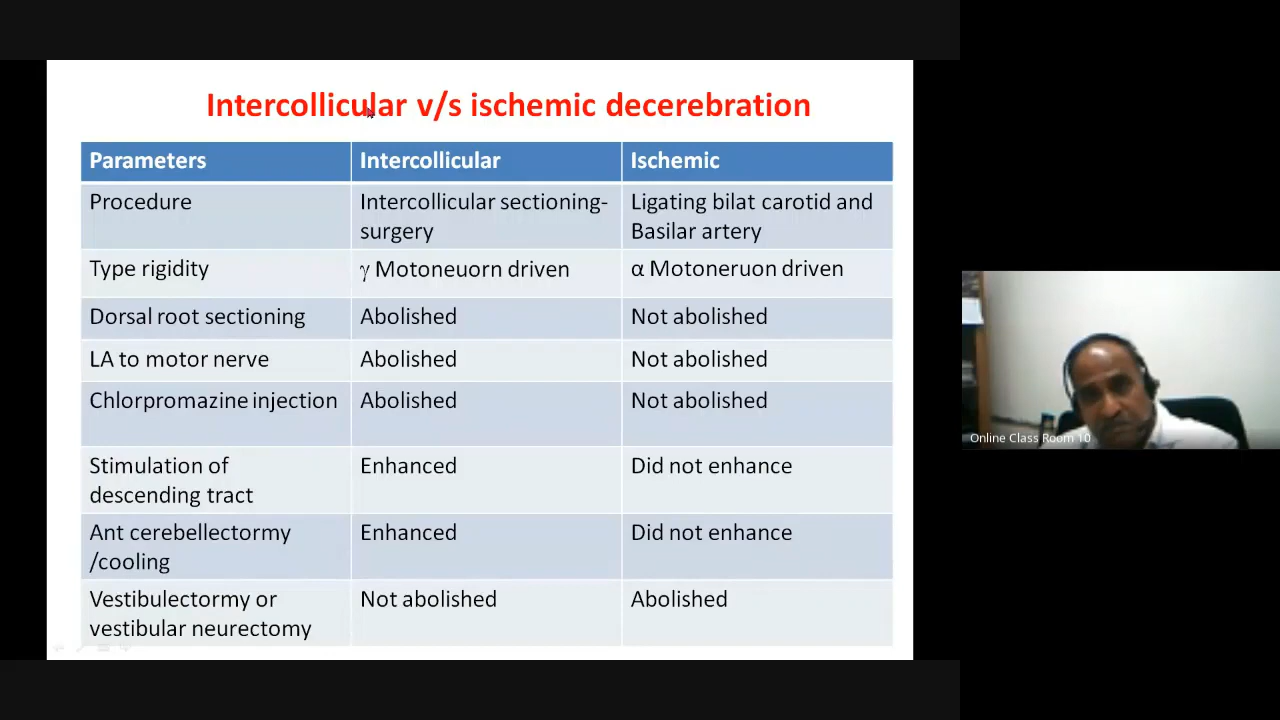 Intercollicular v/s ischemic decerebration
Parameters Intercollicular Ischemic
Procedure Intercollicular sectioning- Ligating bilat carotid and
surgery Basilar artery
Type rigidity γ Motoneuorn driven α Motoneruon driven
Dorsal root sectioning Abolished Not abolished
LA to motor nerve Abolished Not abolished
Chlorpromazine injection Abolished Not abolished
Stimulation of Enhanced Did not enhance
descending tract
Ant cerebellectormy Enhanced Did not enhance
/cooling
Vestibulectormy or Not abolished Abolished
vestibular neurectomy
Online Class Room 10